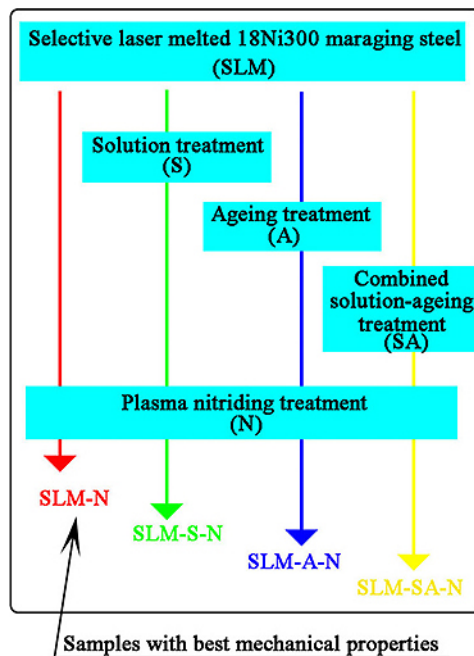 Selective laser melted 18Ni300 maraging steel
(SLM)
Solution treatment
(S)
Ageing treatment
(A)
Combined
solution-ageing
treatment
(SA)
Plasma nitriding treatment
(N)
SLM-N
SLM-S-N
SLM-A-N
SLM-SA-N
Samples with best mechanical properties